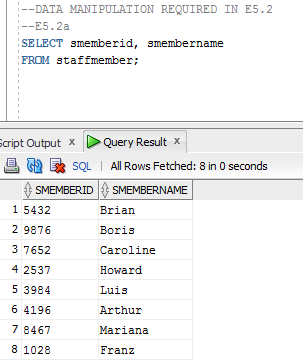 --DATA MANIPULATION REQUIRED IN E5.2
--E5.2a
SELECT smemberid, smembername
FROM staffmember;
Script Output x Query Result x
SQL | All Rows Fetched: 8 in 0 seconds
SMEMBERID SMEMBERNAME
1 5432 Brian
2 9876 Boris
3 7652 Caroline
4 2537 Howard
5 3984 Luis
6 4196 Arthur
7 8467 Mariana
8 1028 Franz